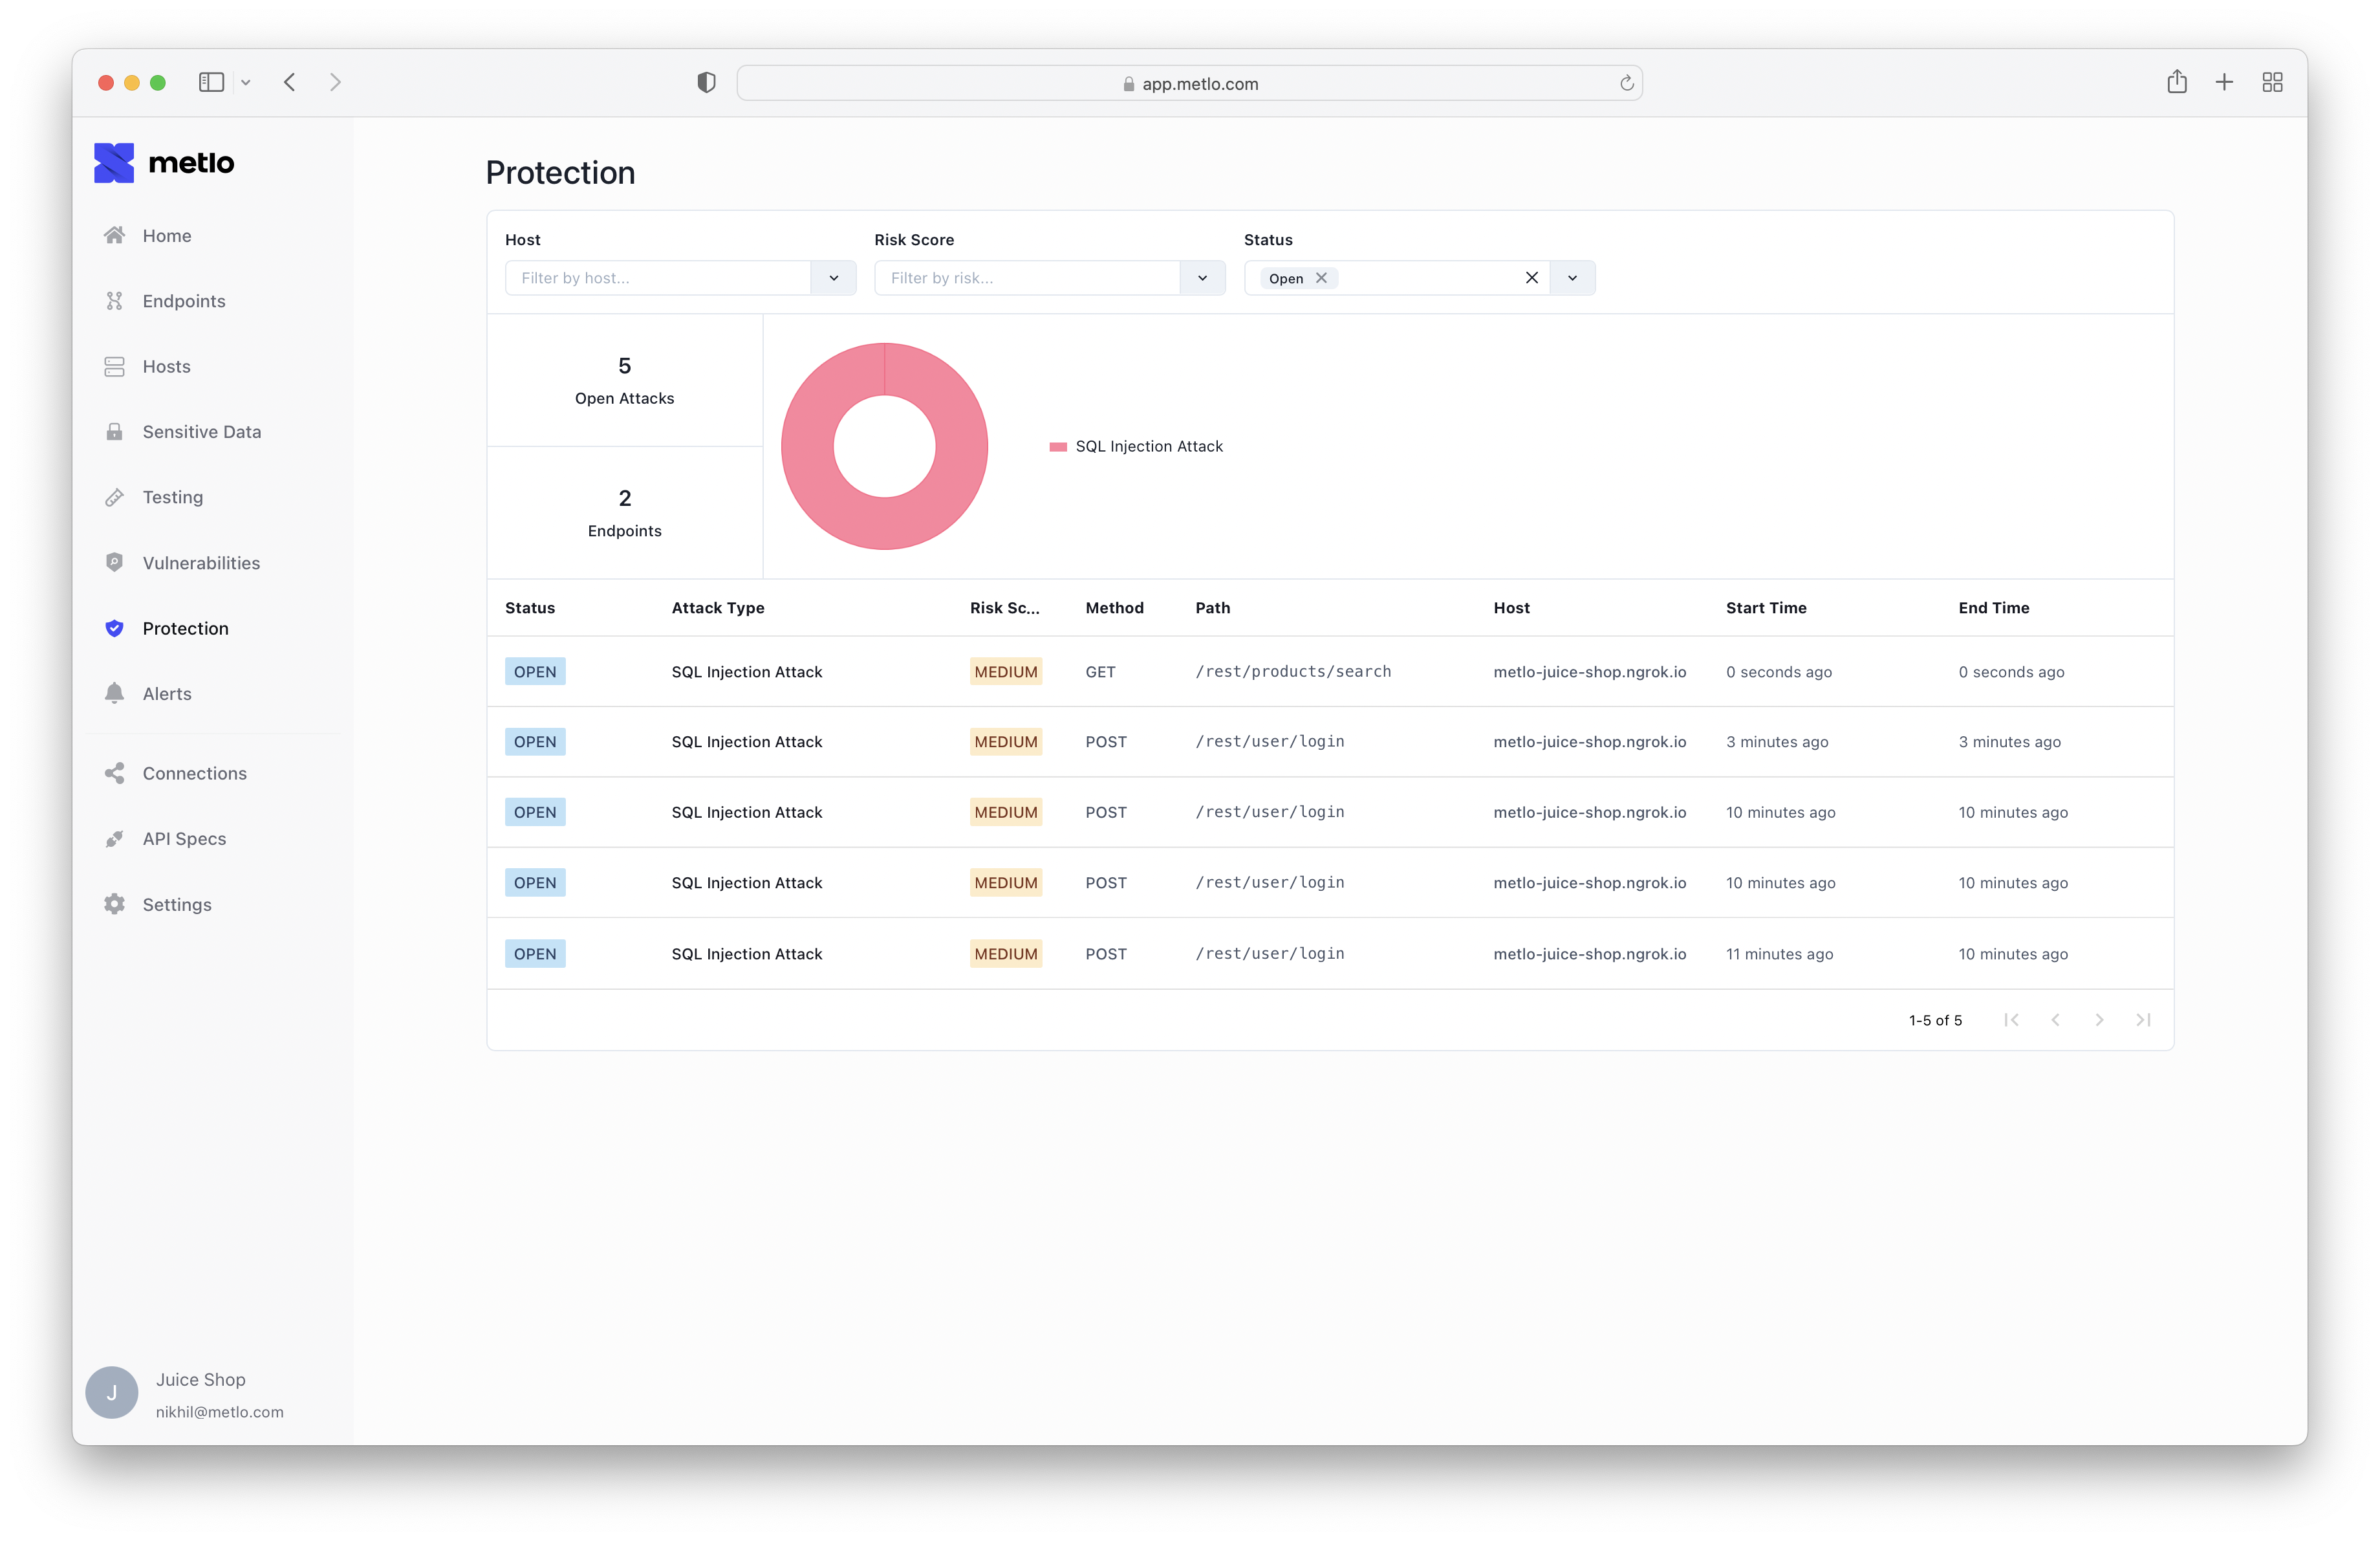 app.metlo.com
metlo
Home
Endpoints
Hosts
Sensitive Data
Testing
Vulnerabilities
Protection
Alerts
Connections
API Specs
Settings
J
Juice Shop
nikhil@metlo.com
Protection
Host Risk Score Status
Filter by host... Filter by risk... Open
5
Open Attacks
2
Endpoints
SQL Injection Attack
Status Attack Type Risk Sc... Method Path Host Start Time End Time
OPEN SQL Injection Attack MEDIUM GET /rest/products/search metlo-juice-shop.ngrok.io 0 seconds ago 0 seconds ago
OPEN SQL Injection Attack MEDIUM POST /rest/user/login metlo-juice-shop.ngrok.io 3 minutes ago 3 minutes ago
OPEN SQL Injection Attack MEDIUM POST /rest/user/login metlo-juice-shop.ngrok.io 10 minutes ago 10 minutes ago
OPEN SQL Injection Attack MEDIUM POST /rest/user/login metlo-juice-shop.ngrok.io 10 minutes ago 10 minutes ago
OPEN SQL Injection Attack MEDIUM POST /rest/user/login metlo-juice-shop.ngrok.io 11 minutes ago 10 minutes ago
1-5 of 5